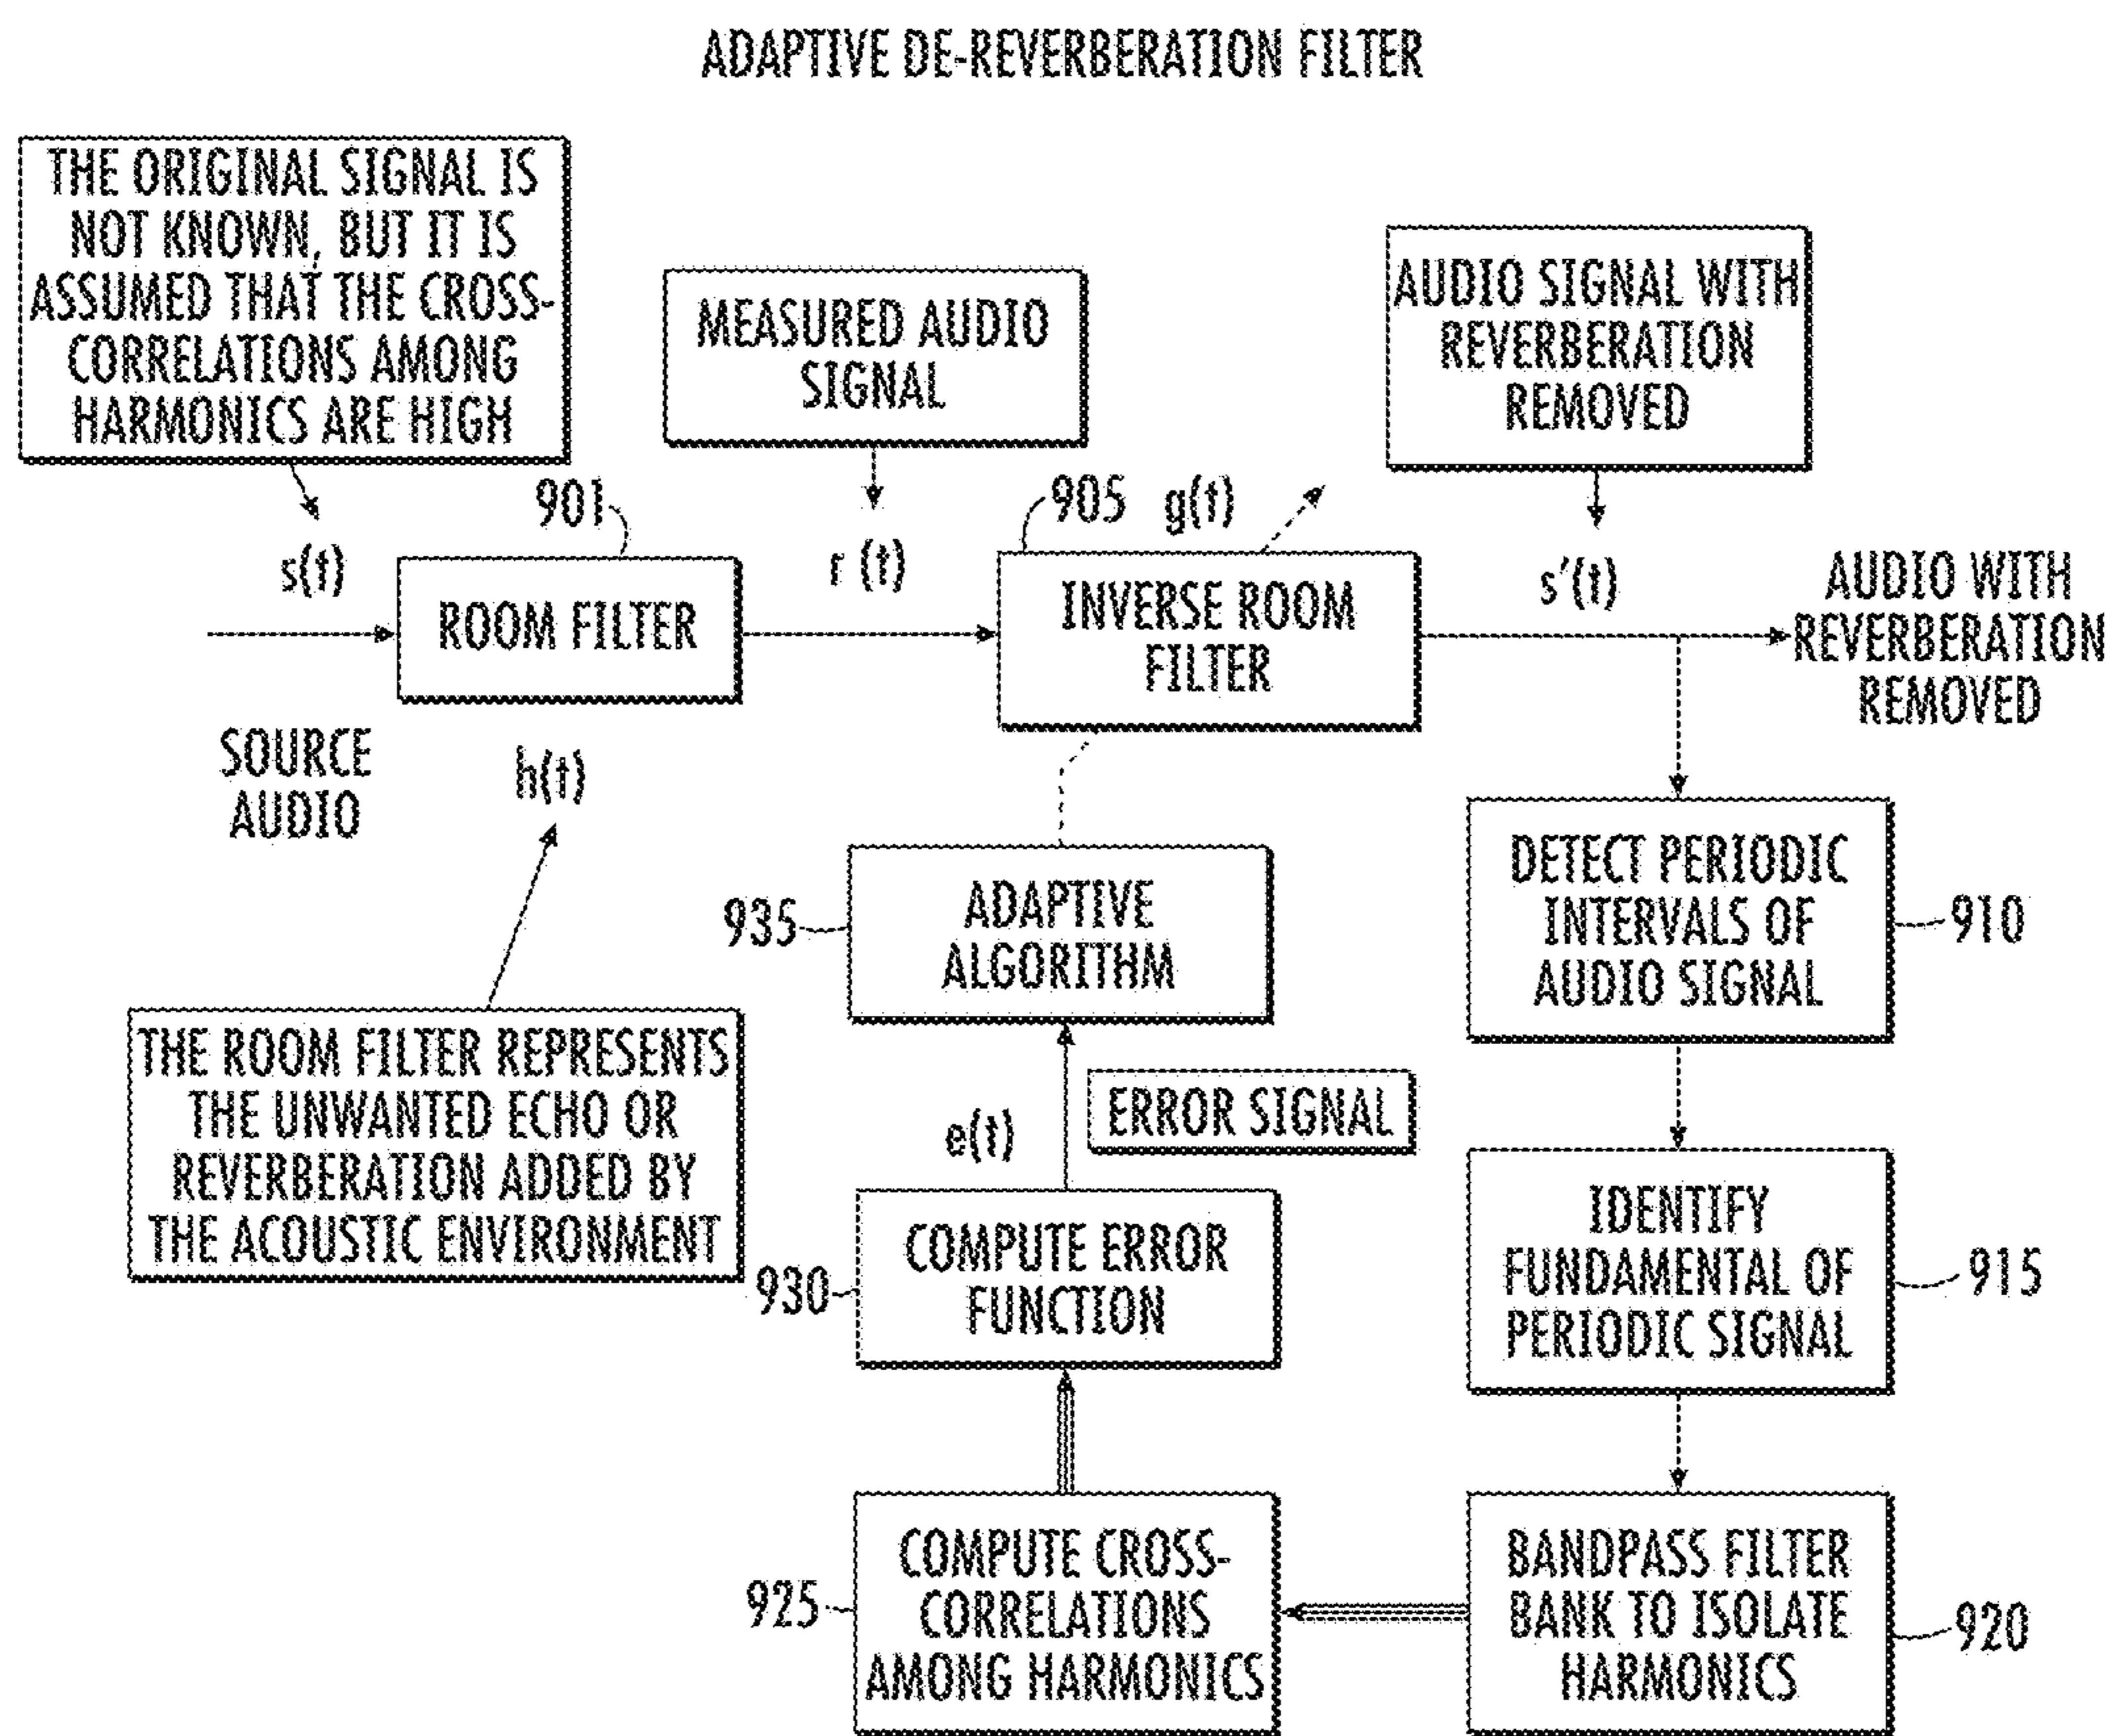 ADAPTIVE DE-REVERBERATION FILTER
THE ORIGINAL SIGNAL IS
NOT KNOWN, BUT IT IS
ASSUMED THAT THE CROSS-
CORRELATIONS AMONG
HARMONICS ARE HIGH
MEASURED AUDIO
SIGNAL
AUDIO SIGNAL WITH
REVERBERATION
REMOVED
901
905
g(t)
s(t)
r (t)
s'(t)
ROOM FILTER
INVERSE ROOM
FILTER
AUDIO WITH
REVERBERATION
REMOVED
SOURCE
AUDIO
h(t)
DETECT PERIODIC
INTERVALS OF
AUDIO SIGNAL
910
935
ADAPTIVE
ALGORITHM
THE ROOM FILTER REPRESENTS
THE UNWANTED ECHO OR
REVERBERATION ADDED BY
THE ACOUSTIC ENVIRONMENT
e(t)
ERROR SIGNAL
IDENTIFY
FUNDAMENTAL OF
PERIODIC SIGNAL
915
930
COMPUTE ERROR
FUNCTION
925
COMPUTE CROSS-
CORRELATIONS
AMONG HARMONICS
BANDPASS FILTER
BANK TO ISOLATE
HARMONICS
920